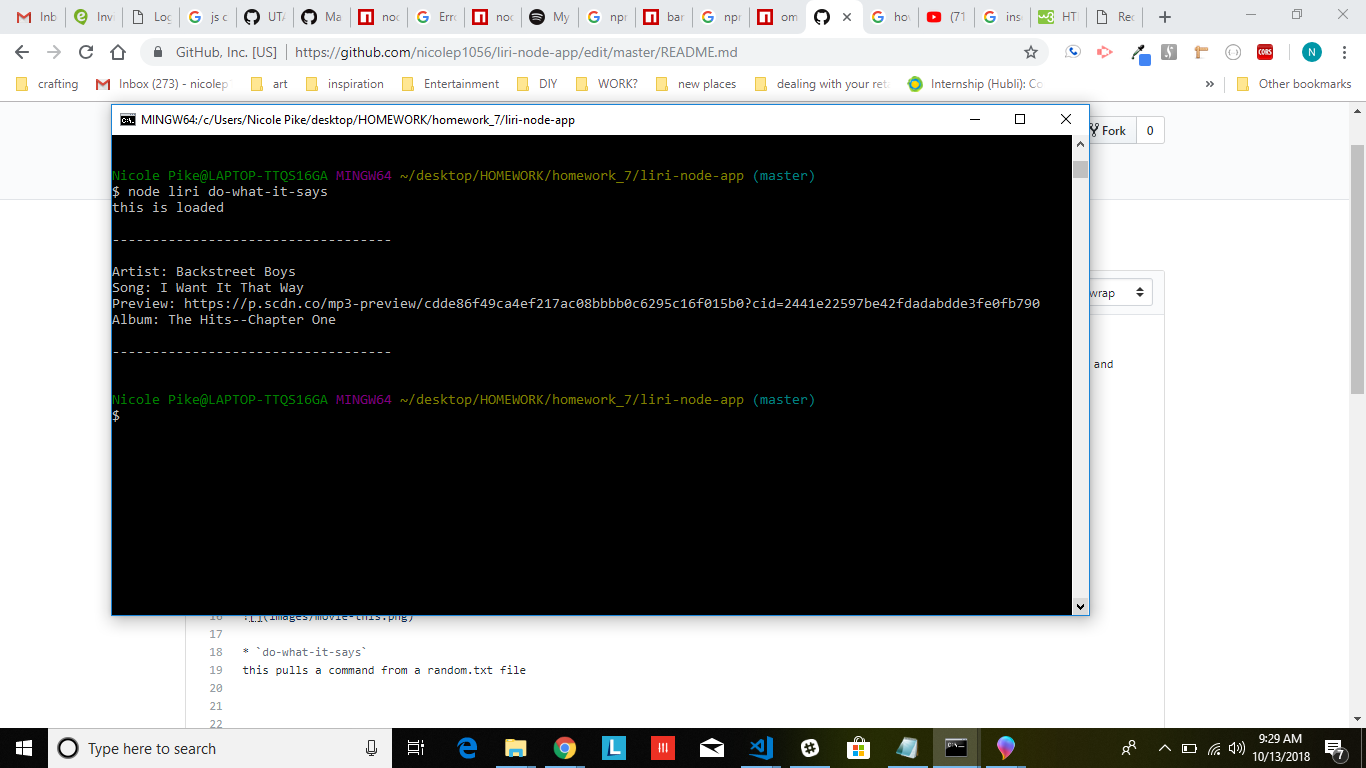 Inb
Inv
Log
js c
UTA
Ma
noc
Erro
noc
My
npr
bar
npr
om
hov
(71
ins
HT
Rec
GitHub, Inc. [US]
https://github.com/nicolep1056/liri-node-app/edit/master/README.md
CORS
N
crafting
Inbox (273) - nicolep
art
inspiration
Entertainment
DIY
WORK?
new places
dealing with your reta
Internship (Hubli): Co
»
Other bookmarks
MINGW64:/c/Users/Nicole Pike/desktop/HOMEWORK/homework_7/liri-node-app
Fork
0
Nicole Pike@LAPTOP-TTQS16GA MINGW64 ~/desktop/HOMEWORK/homework_7/liri-node-app (master)
$ node liri do-what-it-says
this is loaded
-----------------------------------
Artist: Backstreet Boys
Song: I Want It That Way
Preview: https://p.scdn.co/mp3-preview/cdde86f49ca4ef217ac08bbbb0c6295c16f015b0?cid=2441e22597be42fdadabdde3fe0fb790
Album: The Hits--Chapter One
-----------------------------------
Nicole Pike@LAPTOP-TTQS16GA MINGW64 ~/desktop/HOMEWORK/homework_7/liri-node-app (master)
$
wrap
and
16 ![](images/movie-this.png)
17
18 * `do-what-it-says`
19 this pulls a command from a random.txt file
20
21
22
Type here to search
9:29 AM
10/13/2018
7